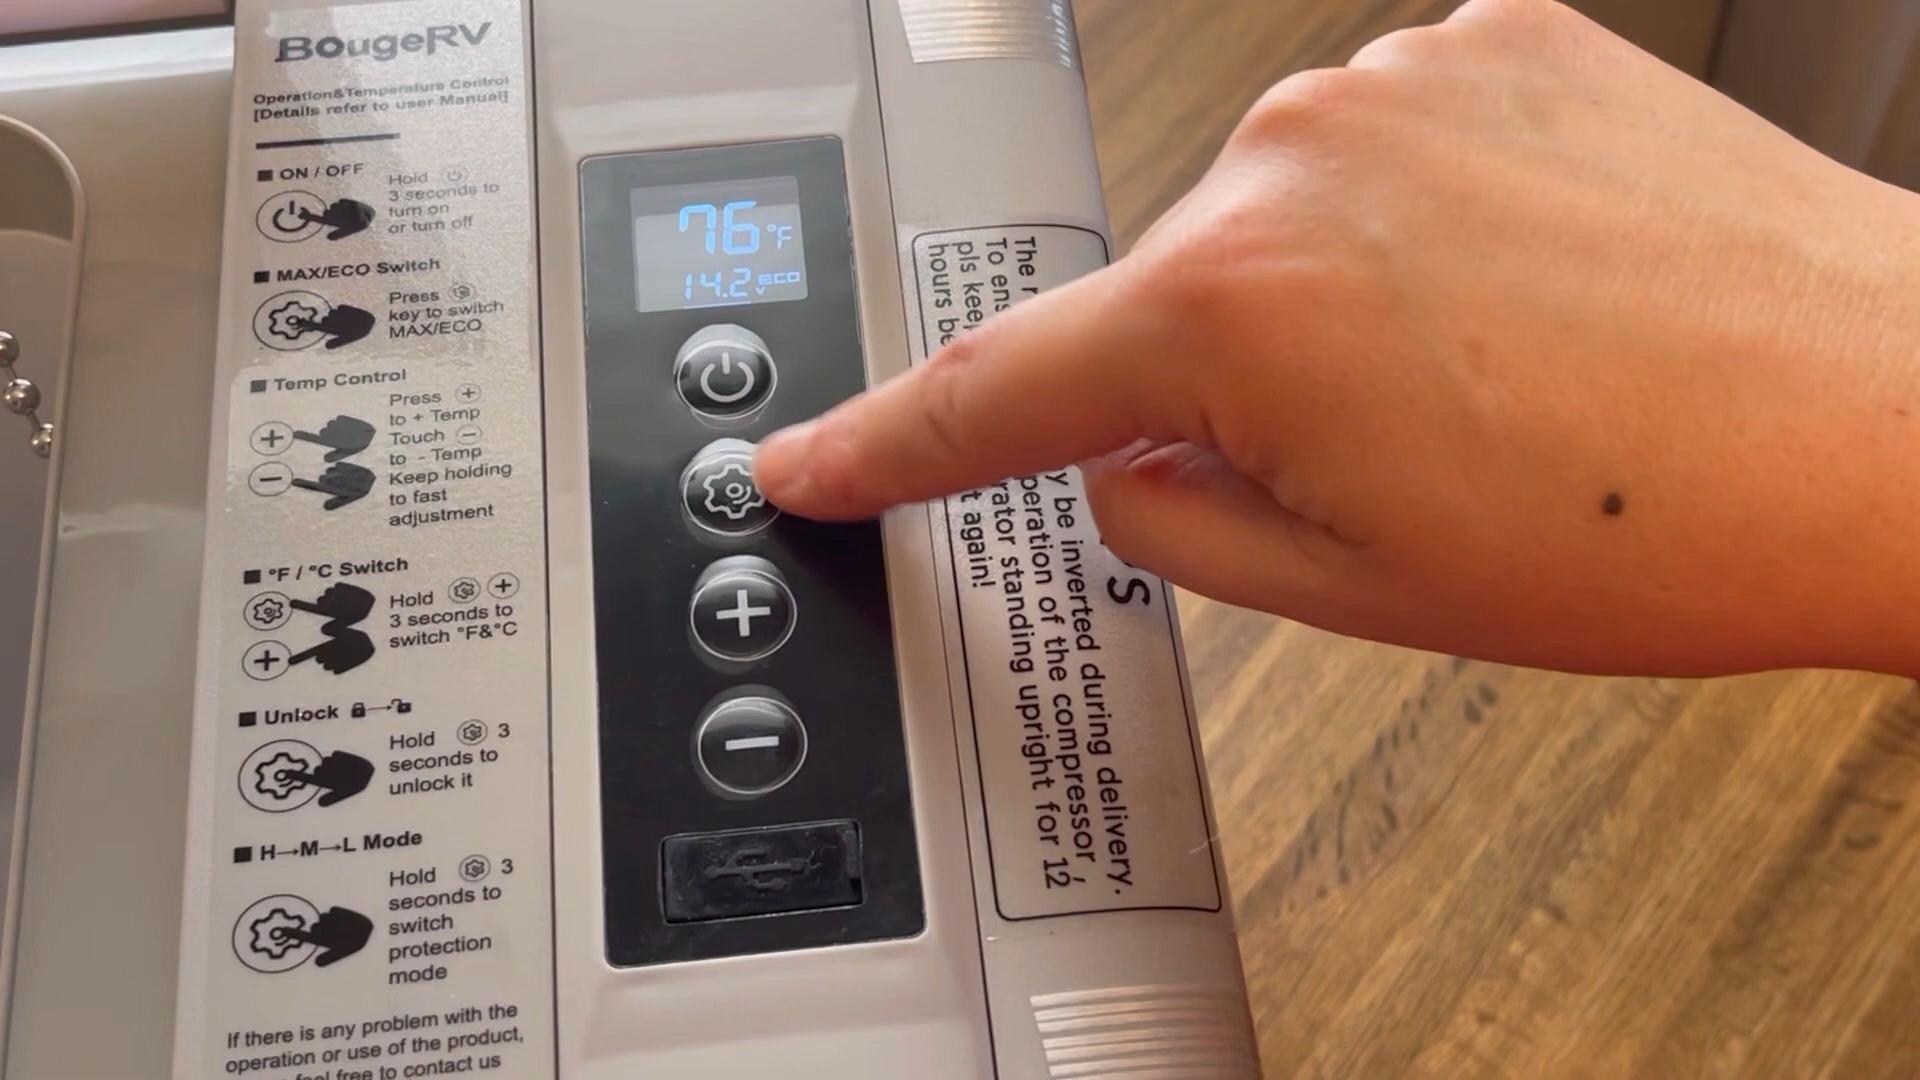 BougeRV
Operation&Temperature Control
[Details refer to user Manual]
ON / OFF
Hold
3 seconds to
turn on
or turn off
MAX/ECO Switch
Press
key to switch
MAX/ECO
Temp Control
Press +
to + Temp
Touch −
to - Temp
Keep holding
to fast
adjustment
°F / °C Switch
Hold +
3 seconds to
switch °F&°C
Unlock
Hold 3
seconds to
unlock it
H→M→L Mode
Hold 3
seconds to
switch
protection
mode
If there is any problem with the
operation or use of the product,
free to contact us
76 °F
14.2 V ECO
S
The
y be inverted during delivery.
To
peration of the compressor,
pls keep
rator standing upright for 12
hours
t again!